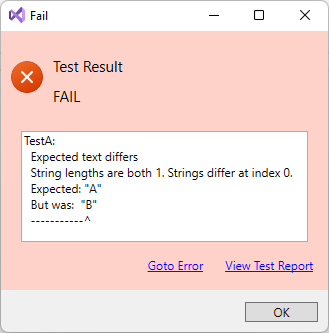 Fail
Test Result
FAIL
TestA:
  Expected text differs
  String lengths are both 1. Strings differ at index 0.
  Expected: "A"
  But was:  "B"
  -----------^
Goto Error View Test Report
OK